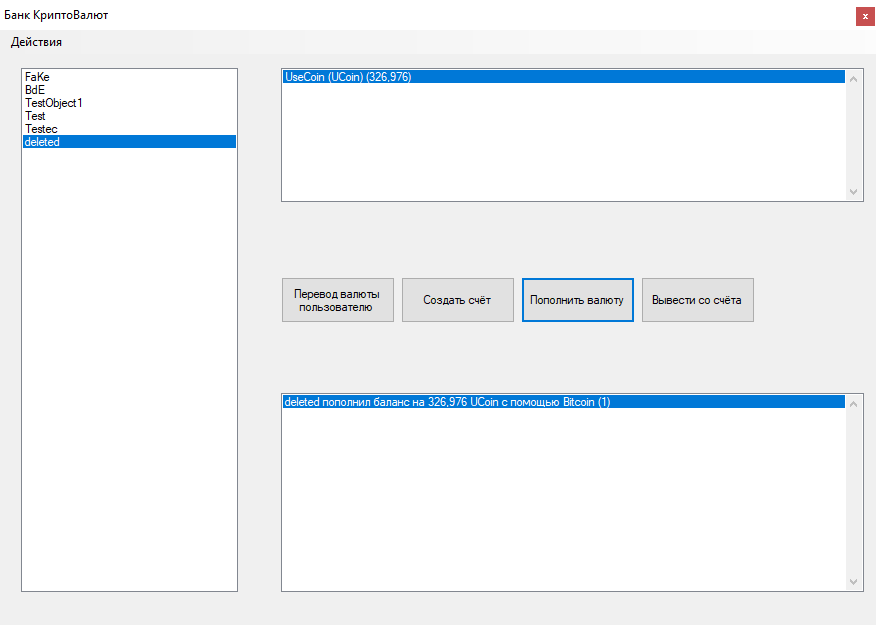 Банк КриптоВалют
x
Действия
FaKe
BdE
TestObject1
Test
Testec
deleted
UseCoin (UCoin) (326,976)
Перевод валюты
пользователю
Создать счёт
Пополнить валюту
Вывести со счёта
deleted пополнил баланс на 326,976 UCoin с помощью Bitcoin (1)